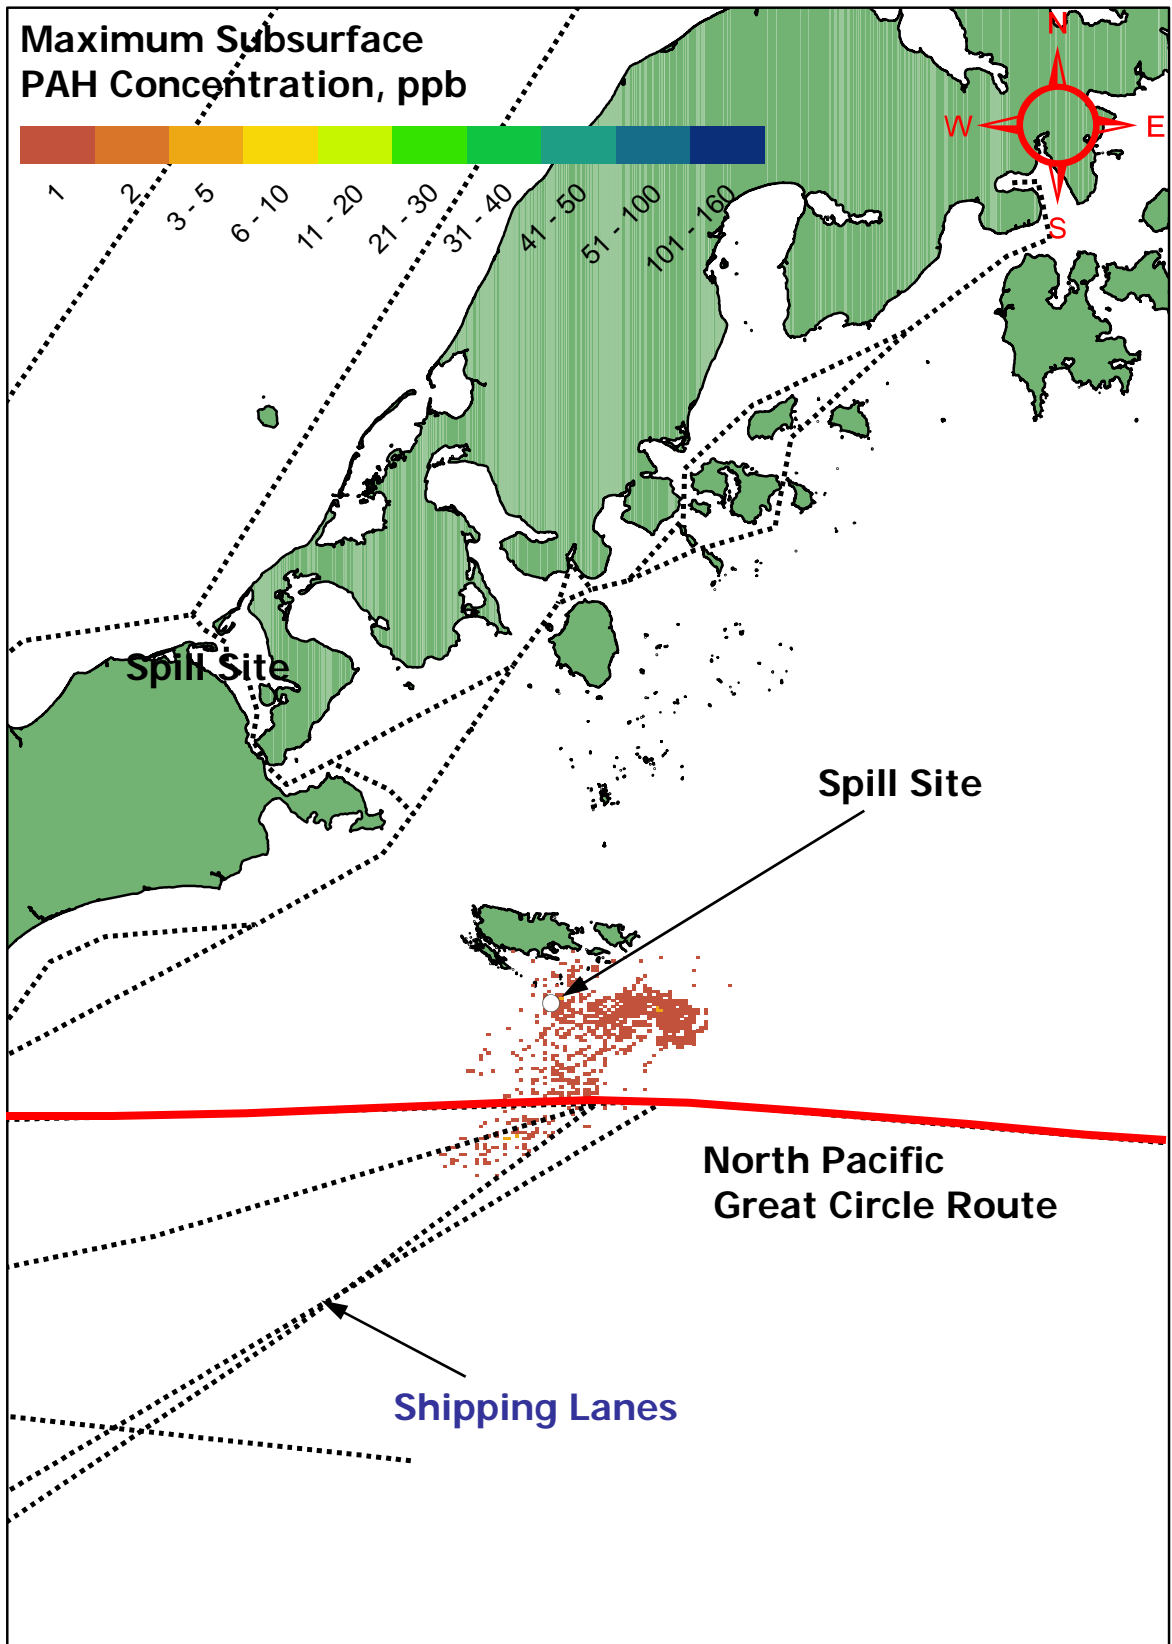 Maximum Subsurface
PAH Concentration, ppb
N
W
E
S
1
2
3 - 5
6 - 10
11 - 20
21 - 30
31 - 40
41 - 50
51 - 100
101 - 160
Spill Site
Spill Site
North Pacific
Great Circle Route
Shipping Lanes